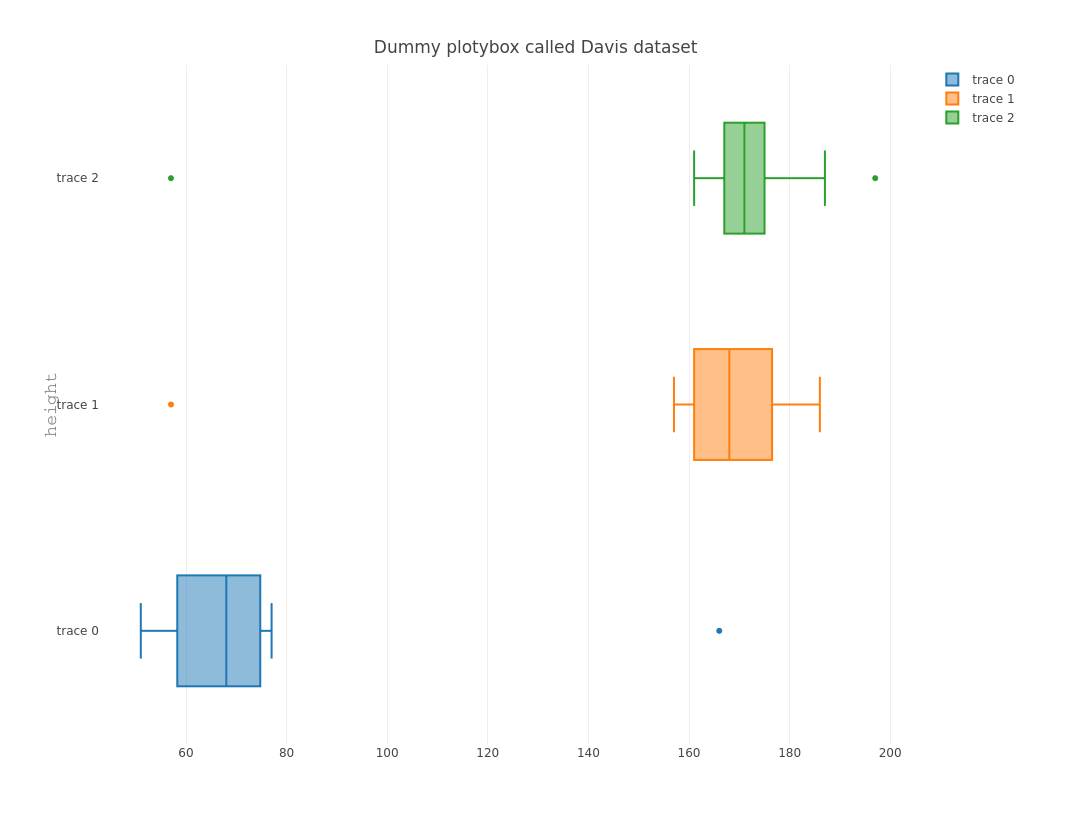 Dummy plotybox called Davis dataset
trace 0
trace 1
trace 2
trace 2
height
trace 1
trace 0
60 80 100 120 140 160 180 200